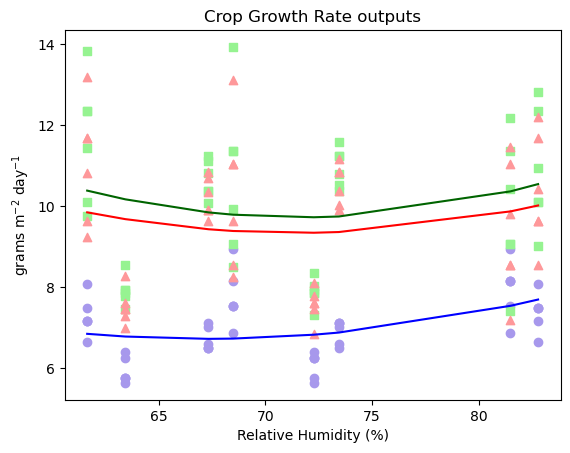 Crop Growth Rate outputs
14
12
10
8
6
grams m⁻² day⁻¹
65 70 75 80
Relative Humidity (%)